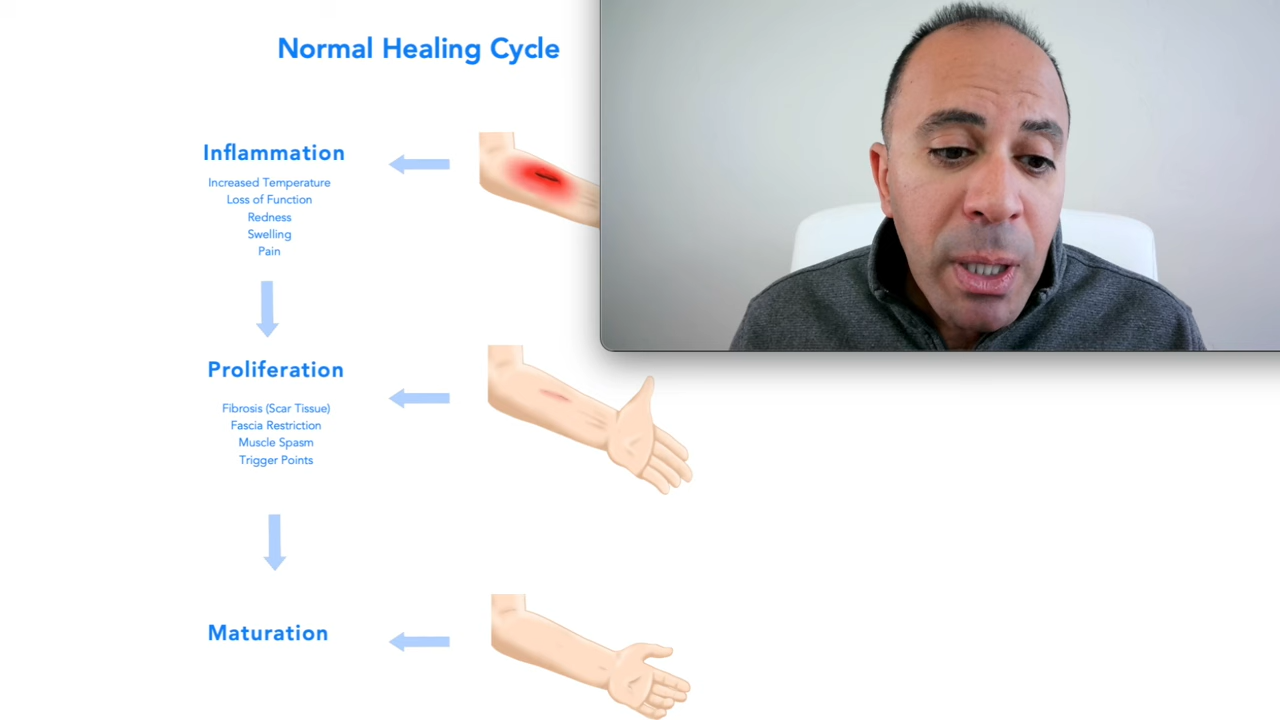 Normal Healing Cycle
Inflammation
Increased Temperature
Loss of Function
Redness
Swelling
Pain
Proliferation
Fibrosis (Scar Tissue)
Fascia Restriction
Muscle Spasm
Trigger Points
Maturation